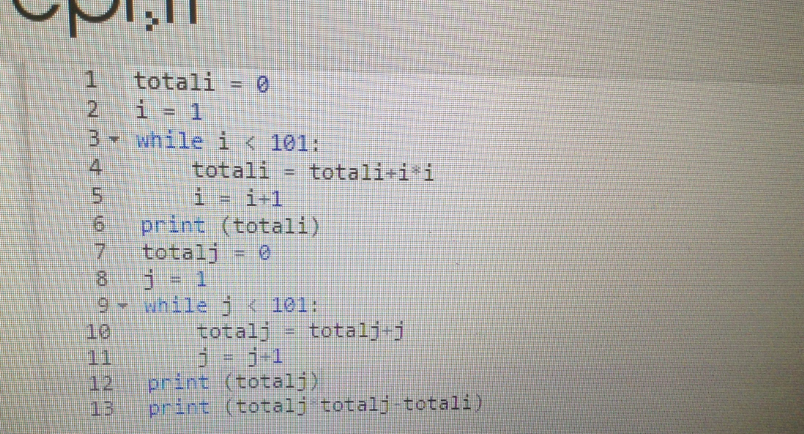 1 totali = 0
2 i = 1
3 while i < 101:
4 totali = totali+i*i
5 i = i+1
6 print (totali)
7 totalj = 0
8 j = 1
9 while j < 101:
10 totalj = totalj+j
11 j = j+1
12 print (totalj)
13 print (totalj*totalj-totali)